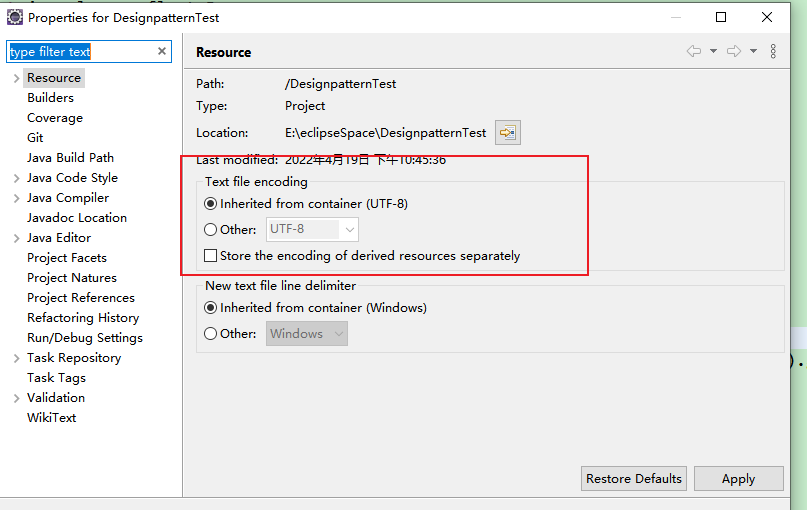 Properties for DesignpatternTest
type filter text
Resource
Builders
Coverage
Git
Java Build Path
Java Code Style
Java Compiler
Javadoc Location
Java Editor
Project Facets
Project Natures
Project References
Refactoring History
Run/Debug Settings
Task Repository
Task Tags
Validation
WikiText
Resource
Path: /DesignpatternTest
Type: Project
Location: E:\eclipseSpace\DesignpatternTest
Last modified: 2022年4月19日 下午10:45:36
Text file encoding
Inherited from container (UTF-8)
Other: UTF-8
Store the encoding of derived resources separately
New text file line delimiter
Inherited from container (Windows)
Other: Windows
Restore Defaults Apply
).